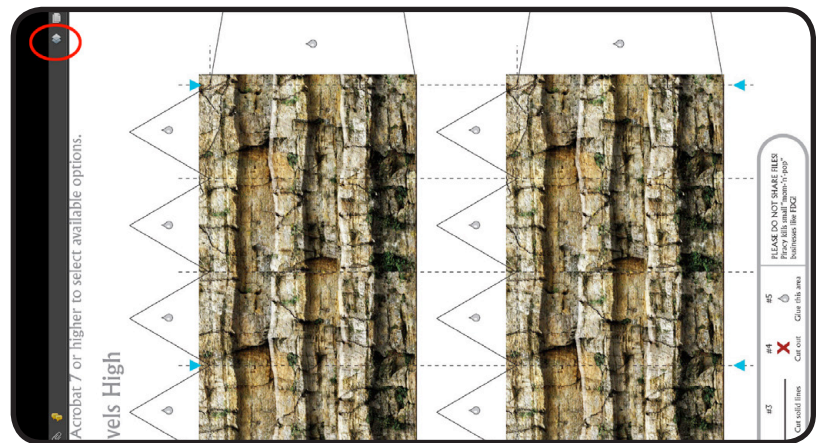 Acrobat 7 or higher to select available options.
vels High
PLEASE DO NOT SHARE FILES!
Piracy kills small "mom-'n'-pop"
businesses like FDG!
#5
Glue this area
#4
Cut out
#3
Cut solid lines